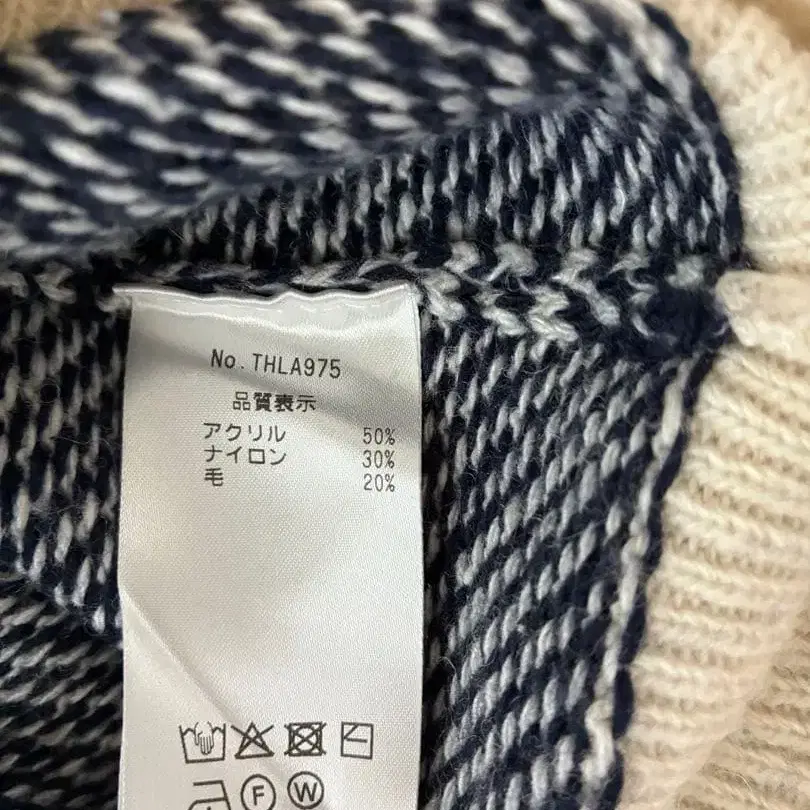 No. THLA975
品質表示
アクリル 50%
ナイロン 30%
毛 20%
F W